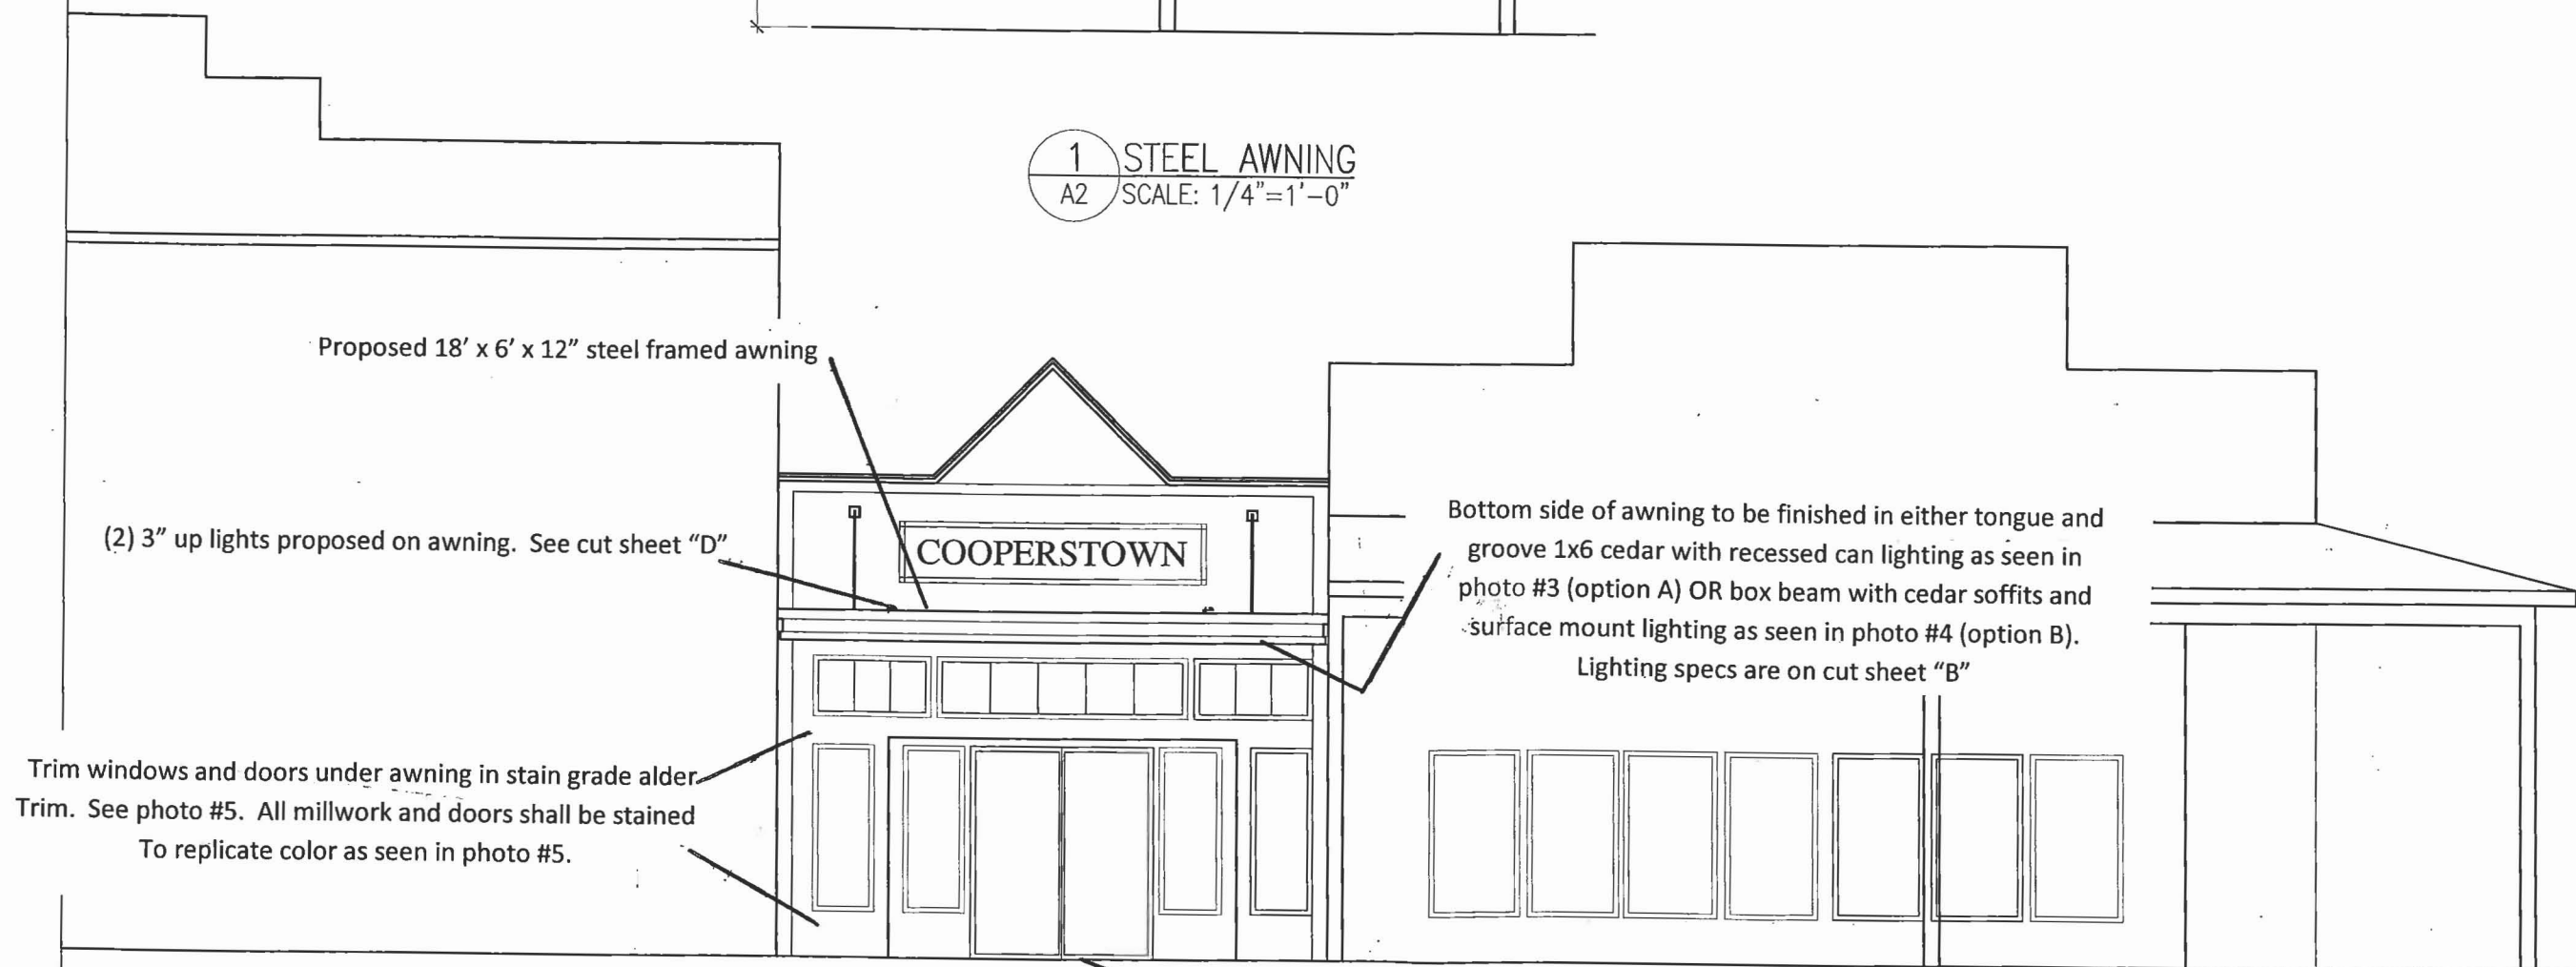 1
A2
STEEL AWNING
SCALE: 1/4"=1'-0"
Proposed 18' x 6' x 12" steel framed awning
(2) 3" up lights proposed on awning. See cut sheet "D"
COOPERSTOWN
Bottom side of awning to be finished in either tongue and
groove 1x6 cedar with recessed can lighting as seen in
photo #3 (option A) OR box beam with cedar soffits and
surface mount lighting as seen in photo #4 (option B).
Lighting specs are on cut sheet "B"
Trim windows and doors under awning in stain grade alder
Trim. See photo #5. All millwork and doors shall be stained
To replicate color as seen in photo #5.